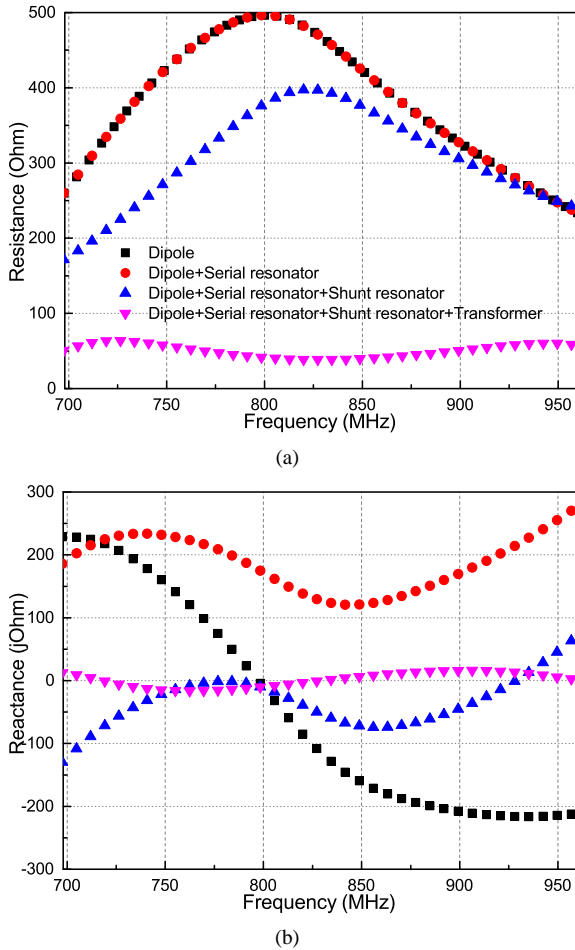 500
400
300
200
100
0
Resistance (Ohm)
Dipole
Dipole+Serial resonator
Dipole+Serial resonator+Shunt resonator
Dipole+Serial resonator+Shunt resonator+Transformer
700 750 800 850 900 950
Frequency (MHz)
(a)
300
200
100
0
-100
-200
-300
Reactance (jOhm)
700 750 800 850 900 950
Frequency (MHz)
(b)